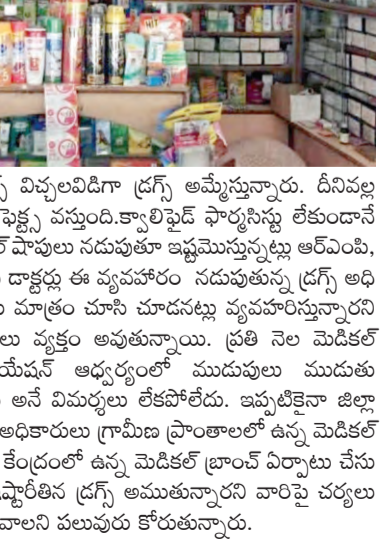 HIT
విచ్చలవిడిగా డ్రగ్స్ అమ్మేస్తున్నారు. దీనివల్ల
ఫెక్ట్స్ వస్తుంది.క్వాలిఫైడ్ ఫార్మసిస్టు లేకుండానే
ల్ షాపులు నడుపుతూ ఇష్టమొస్తున్నట్లు ఆర్ఎంపి,
డాక్టర్లు ఈ వ్యవహారం నడుపుతున్న డ్రగ్స్ అధి
మాత్రం చూసి చూడనట్లు వ్యవహరిస్తున్నారని
లు వ్యక్తం అవుతున్నాయి. ప్రతి నెల మెడికల్
యేషన్ ఆధ్వర్యంలో ముడుపులు ముడుతు
అనే విమర్శలు లేకపోలేదు. ఇప్పటికైనా జిల్లా
అధికారులు గ్రామీణ ప్రాంతాలలో ఉన్న మెడికల్
కేంద్రంలో ఉన్న మెడికల్ బ్రాంచ్ ఏర్పాటు చేసు
ష్టారీతిన డ్రగ్స్ అముతున్నారని వారిపై చర్యలు
వాలని పలువురు కోరుతున్నారు.